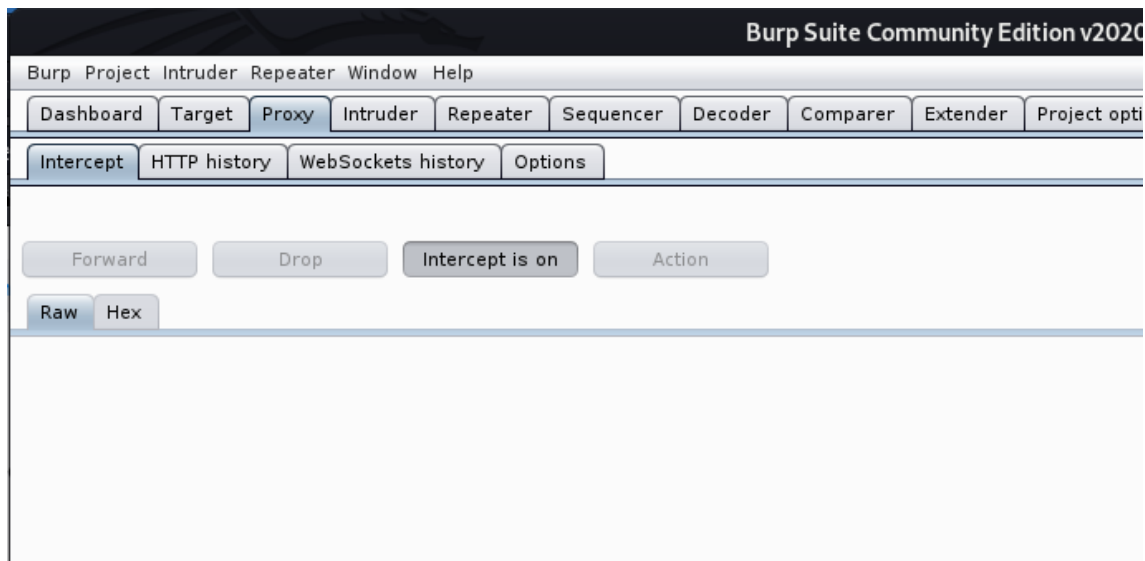 Burp Suite Community Edition v2020
Burp Project Intruder Repeater Window Help
Dashboard Target Proxy Intruder Repeater Sequencer Decoder Comparer Extender Project opti
Intercept HTTP history WebSockets history Options
Forward Drop Intercept is on Action
Raw Hex